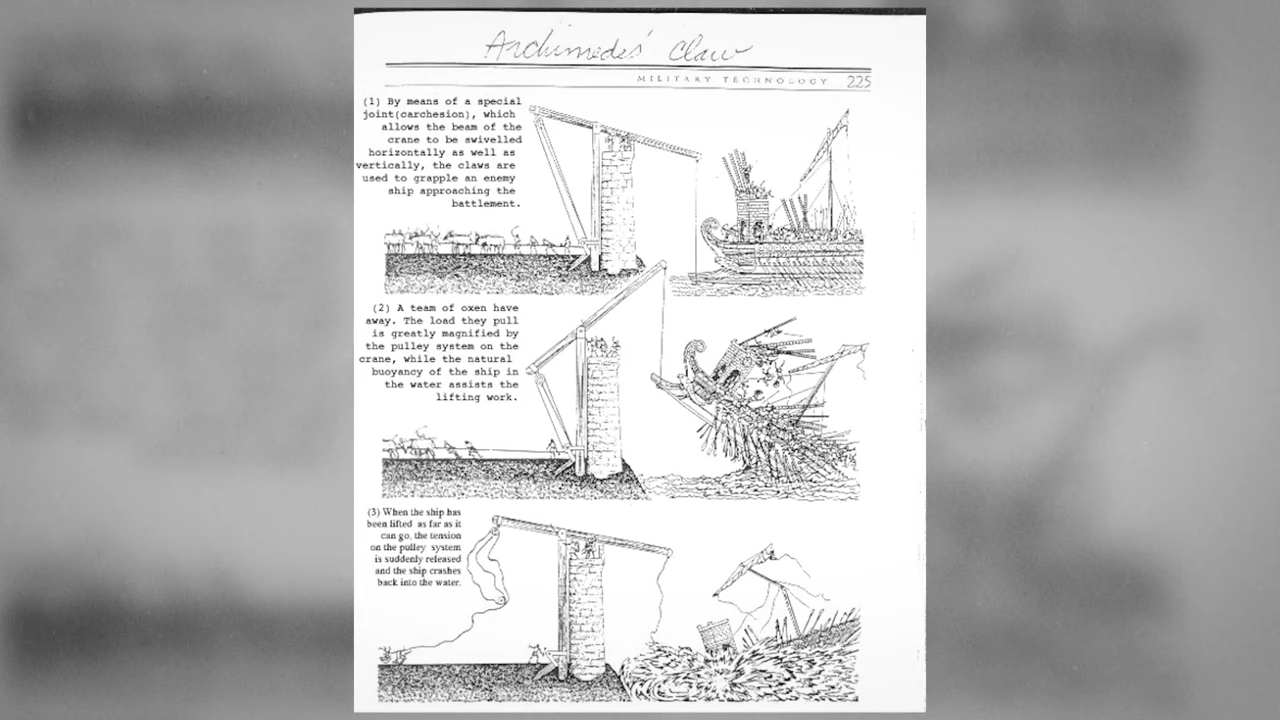 Archimedes' Claw
MILITARY TECHNOLOGY 225
(1) By means of a special
joint(carchesion), which
allows the beam of the
crane to be swivelled
horizontally as well as
vertically, the claws are
used to grapple an enemy
ship approaching the
battlement.
(2) A team of oxen have
away. The load they pull
is greatly magnified by
the pulley system on the
crane, while the natural
buoyancy of the ship in
the water assists the
lifting work.
(3) When the ship has
been lifted as far as it
can go, the tension
on the pulley system
is suddenly released
and the ship crashes
back into the water.